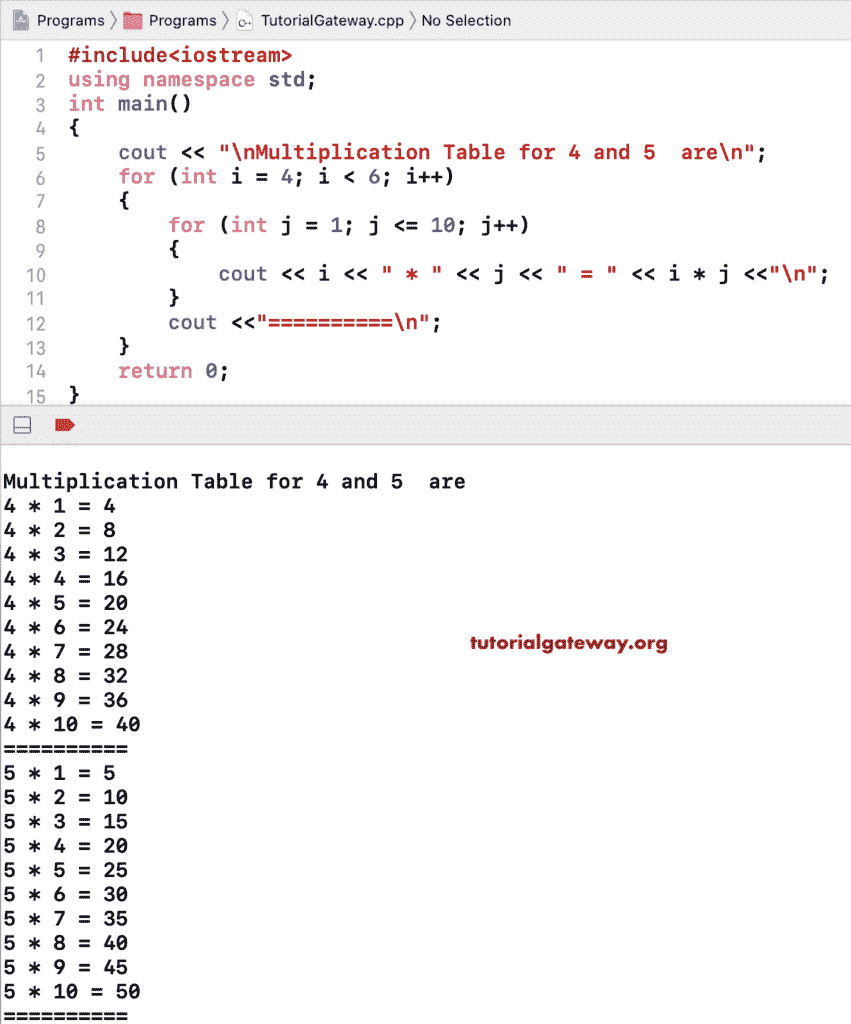 Programs 〉 Programs 〉 TutorialGateway.cpp 〉 No Selection
1 #include<iostream>
2 using namespace std;
3 int main()
4 {
5     cout << "\nMultiplication Table for 4 and 5  are\n";
6     for (int i = 4; i < 6; i++)
7     {
8         for (int j = 1; j <= 10; j++)
9         {
10             cout << i << " * " << j << " = " << i * j <<"\n";
11         }
12         cout <<"==========\n";
13     }
14     return 0;
15 }
Multiplication Table for 4 and 5  are
4 * 1 = 4
4 * 2 = 8
4 * 3 = 12
4 * 4 = 16
4 * 5 = 20
4 * 6 = 24
tutorialgateway.org
4 * 7 = 28
4 * 8 = 32
4 * 9 = 36
4 * 10 = 40
==========
5 * 1 = 5
5 * 2 = 10
5 * 3 = 15
5 * 4 = 20
5 * 5 = 25
5 * 6 = 30
5 * 7 = 35
5 * 8 = 40
5 * 9 = 45
5 * 10 = 50
==========